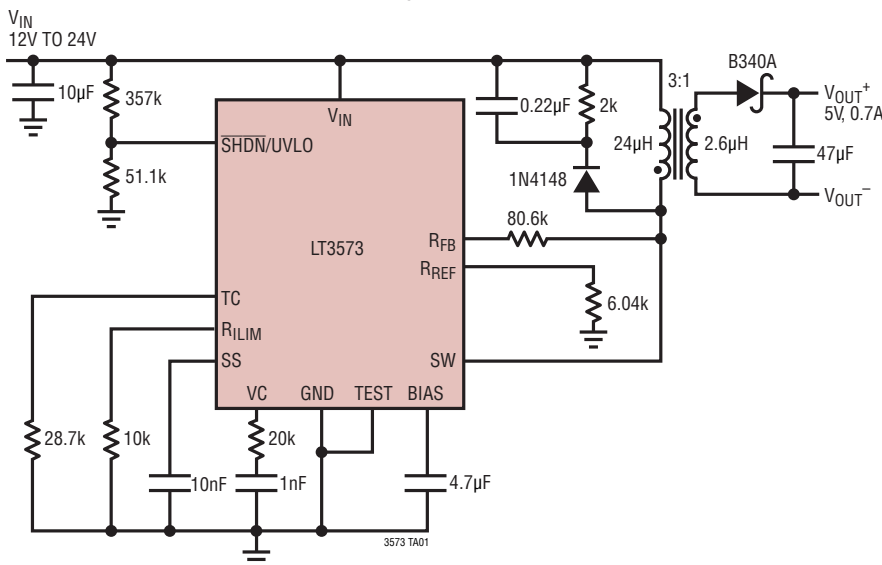 VIN
12V TO 24V
10µF
357k
51.1k
VIN
SHDN/UVLO
LT3573
TC
RILIM
SS
VC
GND
TEST
BIAS
RFB
RREF
SW
0.22µF
2k
1N4148
80.6k
6.04k
3:1
24µH
2.6µH
B340A
VOUT+
5V, 0.7A
47µF
VOUT–
28.7k
10k
10nF
20k
1nF
4.7µF
3573 TA01